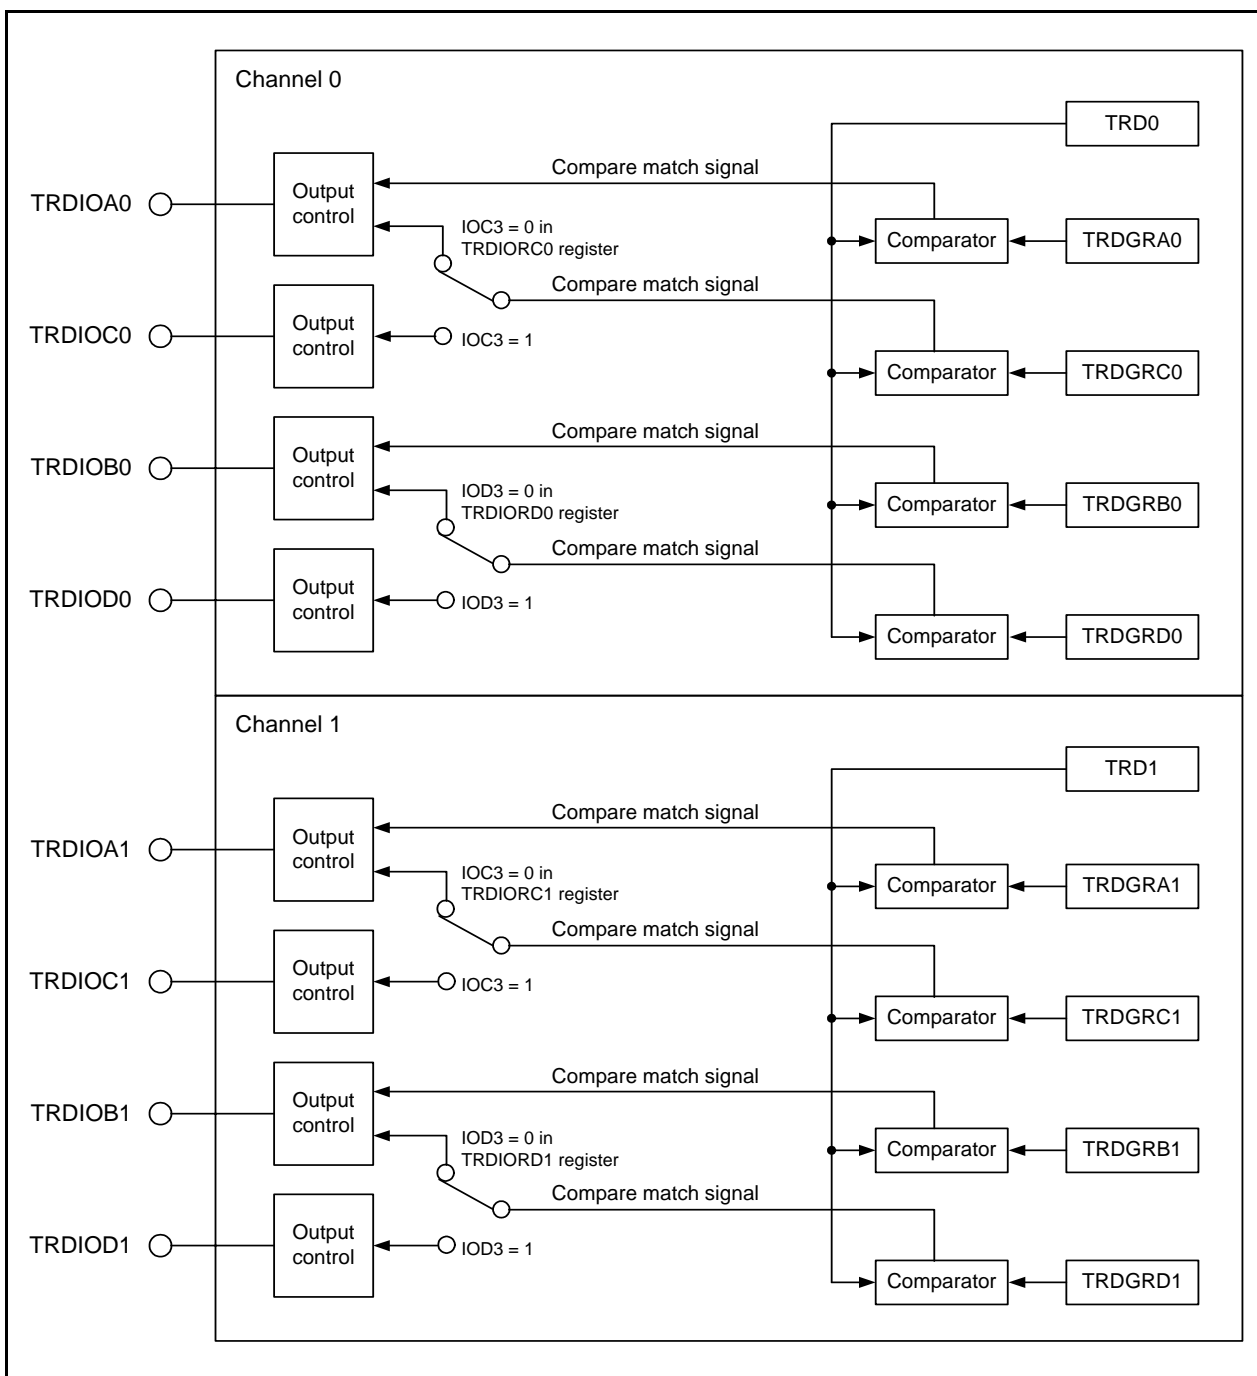 Channel 0
TRD0
Compare match signal
TRDIOA0
Output
control
IOC3 = 0 in
TRDIORC0 register
Comparator
TRDGRA0
Compare match signal
TRDIOC0
Output
control
IOC3 = 1
Comparator
TRDGRC0
Compare match signal
TRDIOB0
Output
control
IOD3 = 0 in
TRDIORD0 register
Comparator
TRDGRB0
Compare match signal
TRDIOD0
Output
control
IOD3 = 1
Comparator
TRDGRD0
Channel 1
TRD1
Compare match signal
TRDIOA1
Output
control
IOC3 = 0 in
TRDIORC1 register
Comparator
TRDGRA1
Compare match signal
TRDIOC1
Output
control
IOC3 = 1
Comparator
TRDGRC1
Compare match signal
TRDIOB1
Output
control
IOD3 = 0 in
TRDIORD1 register
Comparator
TRDGRB1
Compare match signal
TRDIOD1
Output
control
IOD3 = 1
Comparator
TRDGRD1